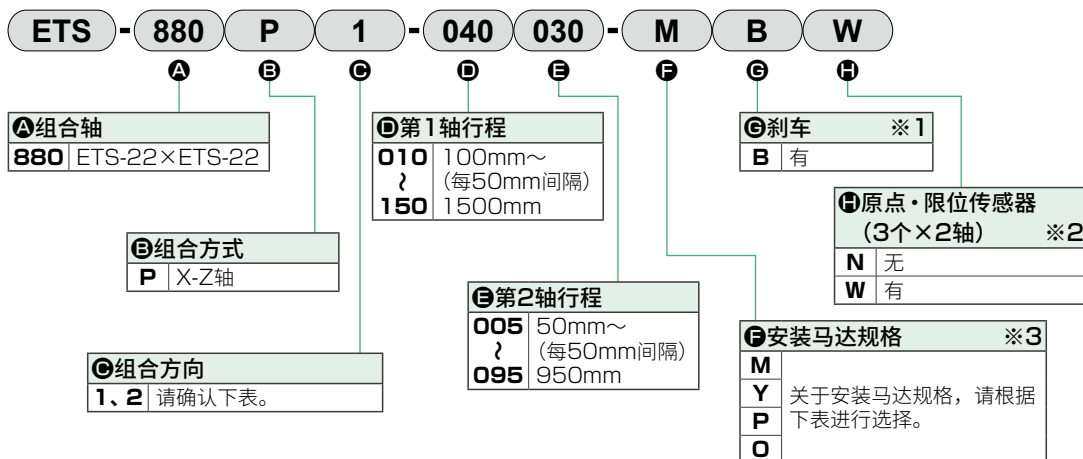 ETS - 880 P 1 - 040 030 - M B W
A B C D E F G H
A组合轴
880 ETS-22×ETS-22
B组合方式
P X-Z轴
C组合方向
1、2 请确认下表。
D第1轴行程
010 100mm~
~ (每50mm间隔)
150 1500mm
E第2轴行程
005 50mm~
~ (每50mm间隔)
095 950mm
F安装马达规格 ※3
M
Y
P
O
关于安装马达规格，请根据
下表进行选择。
G刹车 ※1
B 有
H原点・限位传感器
(3个×2轴) ※2
N 无
W 有